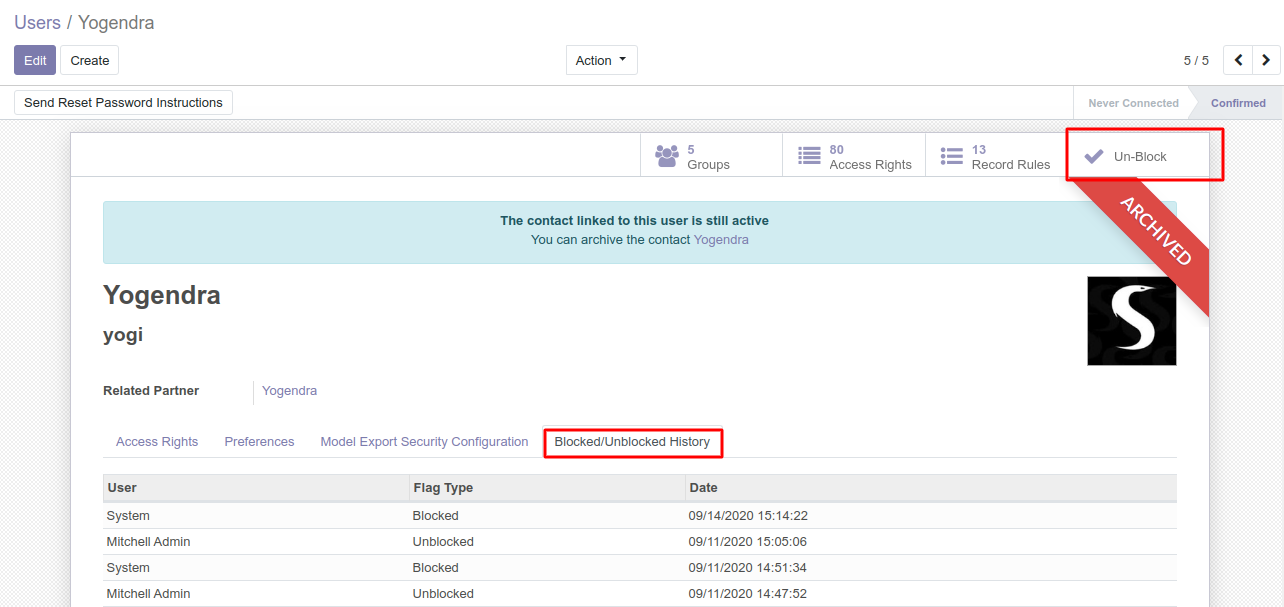 Users / Yogendra
Edit Create Action 5 / 5
Send Reset Password Instructions Never Connected Confirmed
5 Groups 80 Access Rights 13 Record Rules Un-Block
ARCHIVED
The contact linked to this user is still active
You can archive the contact Yogendra
Yogendra
yogi
Related Partner Yogendra
Access Rights Preferences Model Export Security Configuration Blocked/Unblocked History
User Flag Type Date
System Blocked 09/14/2020 15:14:22
Mitchell Admin Unblocked 09/11/2020 15:05:06
System Blocked 09/11/2020 14:51:34
Mitchell Admin Unblocked 09/11/2020 14:47:52